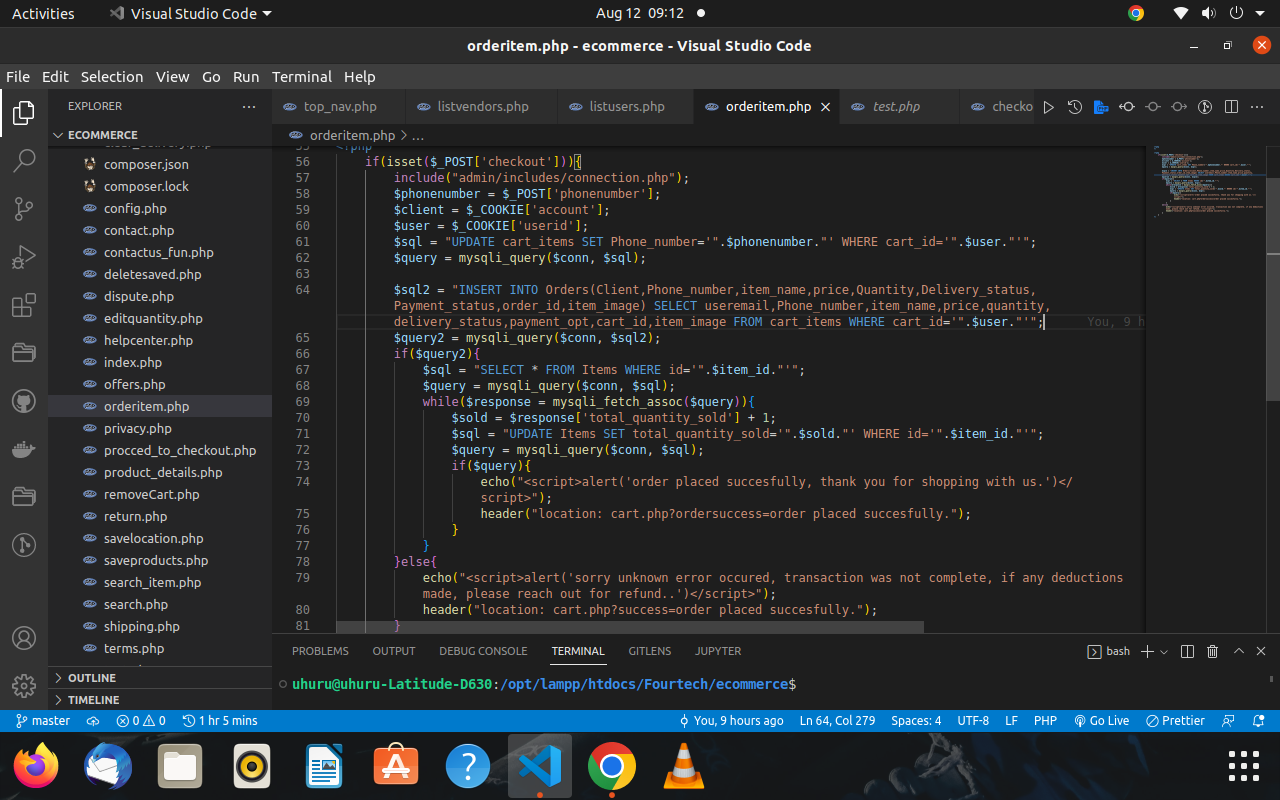 Activities
Visual Studio Code
Aug 12 09:12
orderitem.php - ecommerce - Visual Studio Code
File Edit Selection View Go Run Terminal Help
EXPLORER
ECOMMERCE
composer.json
composer.lock
config.php
contact.php
contactus_fun.php
deletesaved.php
dispute.php
editquantity.php
helpcenter.php
index.php
offers.php
orderitem.php
privacy.php
procced_to_checkout.php
product_details.php
removeCart.php
return.php
savelocation.php
saveproducts.php
search_item.php
search.php
shipping.php
terms.php
OUTLINE
TIMELINE
top_nav.php listvendors.php listusers.php orderitem.php test.php checko
orderitem.php > ...
55 <?php
56 if(isset($_POST['checkout'])){
57 include("admin/includes/connection.php");
58 $phonenumber = $_POST['phonenumber'];
59 $client = $_COOKIE['account'];
60 $user = $_COOKIE['userid'];
61 $sql = "UPDATE cart_items SET Phone_number='".$phonenumber."' WHERE cart_id='".$user."'";
62 $query = mysqli_query($conn, $sql);
63
64 $sql2 = "INSERT INTO Orders(Client,Phone_number,item_name,price,Quantity,Delivery_status,
Payment_status,order_id,item_image) SELECT useremail,Phone_number,item_name,price,quantity,
delivery_status,payment_opt,cart_id,item_image FROM cart_items WHERE cart_id='".$user."'"; You, 9 h
65 $query2 = mysqli_query($conn, $sql2);
66 if($query2){
67 $sql = "SELECT * FROM Items WHERE id='".$item_id."'";
68 $query = mysqli_query($conn, $sql);
69 while($response = mysqli_fetch_assoc($query)){
70 $sold = $response['total_quantity_sold'] + 1;
71 $sql = "UPDATE Items SET total_quantity_sold='".$sold."' WHERE id='".$item_id."'";
72 $query = mysqli_query($conn, $sql);
73 if($query){
74 echo("<script>alert('order placed succesfully, thank you for shopping with us.')</
script>");
75 header("location: cart.php?ordersuccess=order placed succesfully.");
76 }
77 }
78 }else{
79 echo("<script>alert('sorry unknown error occured, transaction was not complete, if any deductions
made, please reach out for refund..')</script>");
80 header("location: cart.php?success=order placed succesfully.");
81 }
PROBLEMS OUTPUT DEBUG CONSOLE TERMINAL GITLENS JUPYTER
bash
uhuru@uhuru-Latitude-D630:/opt/lampp/htdocs/Fourtech/ecommerce$
master 0 0 1 hr 5 mins You, 9 hours ago Ln 64, Col 279 Spaces: 4 UTF-8 LF PHP Go Live Prettier